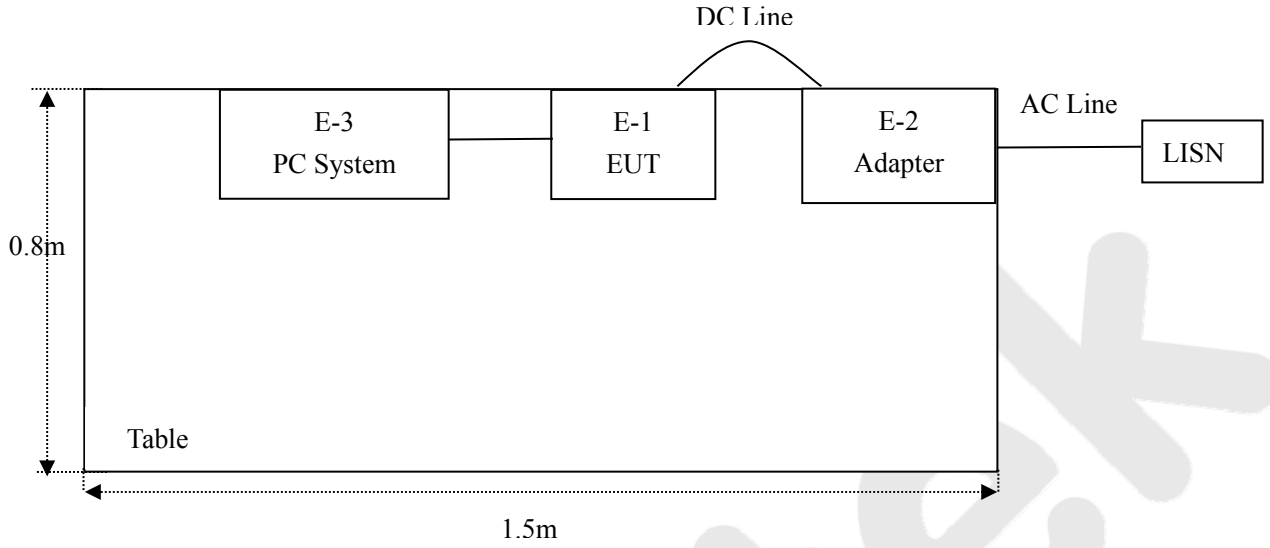 DC Line
E-3
PC System
E-1
EUT
E-2
Adapter
AC Line
LISN
0.8m
Table
1.5m